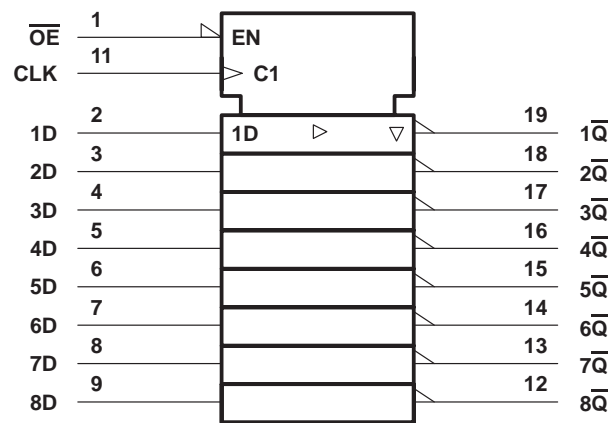 O̅E̅ 1 EN
CLK 11 C1
1D 2 1D 19 1Q̅
2D 3 18 2Q̅
3D 4 17 3Q̅
4D 5 16 4Q̅
5D 6 15 5Q̅
6D 7 14 6Q̅
7D 8 13 7Q̅
8D 9 12 8Q̅